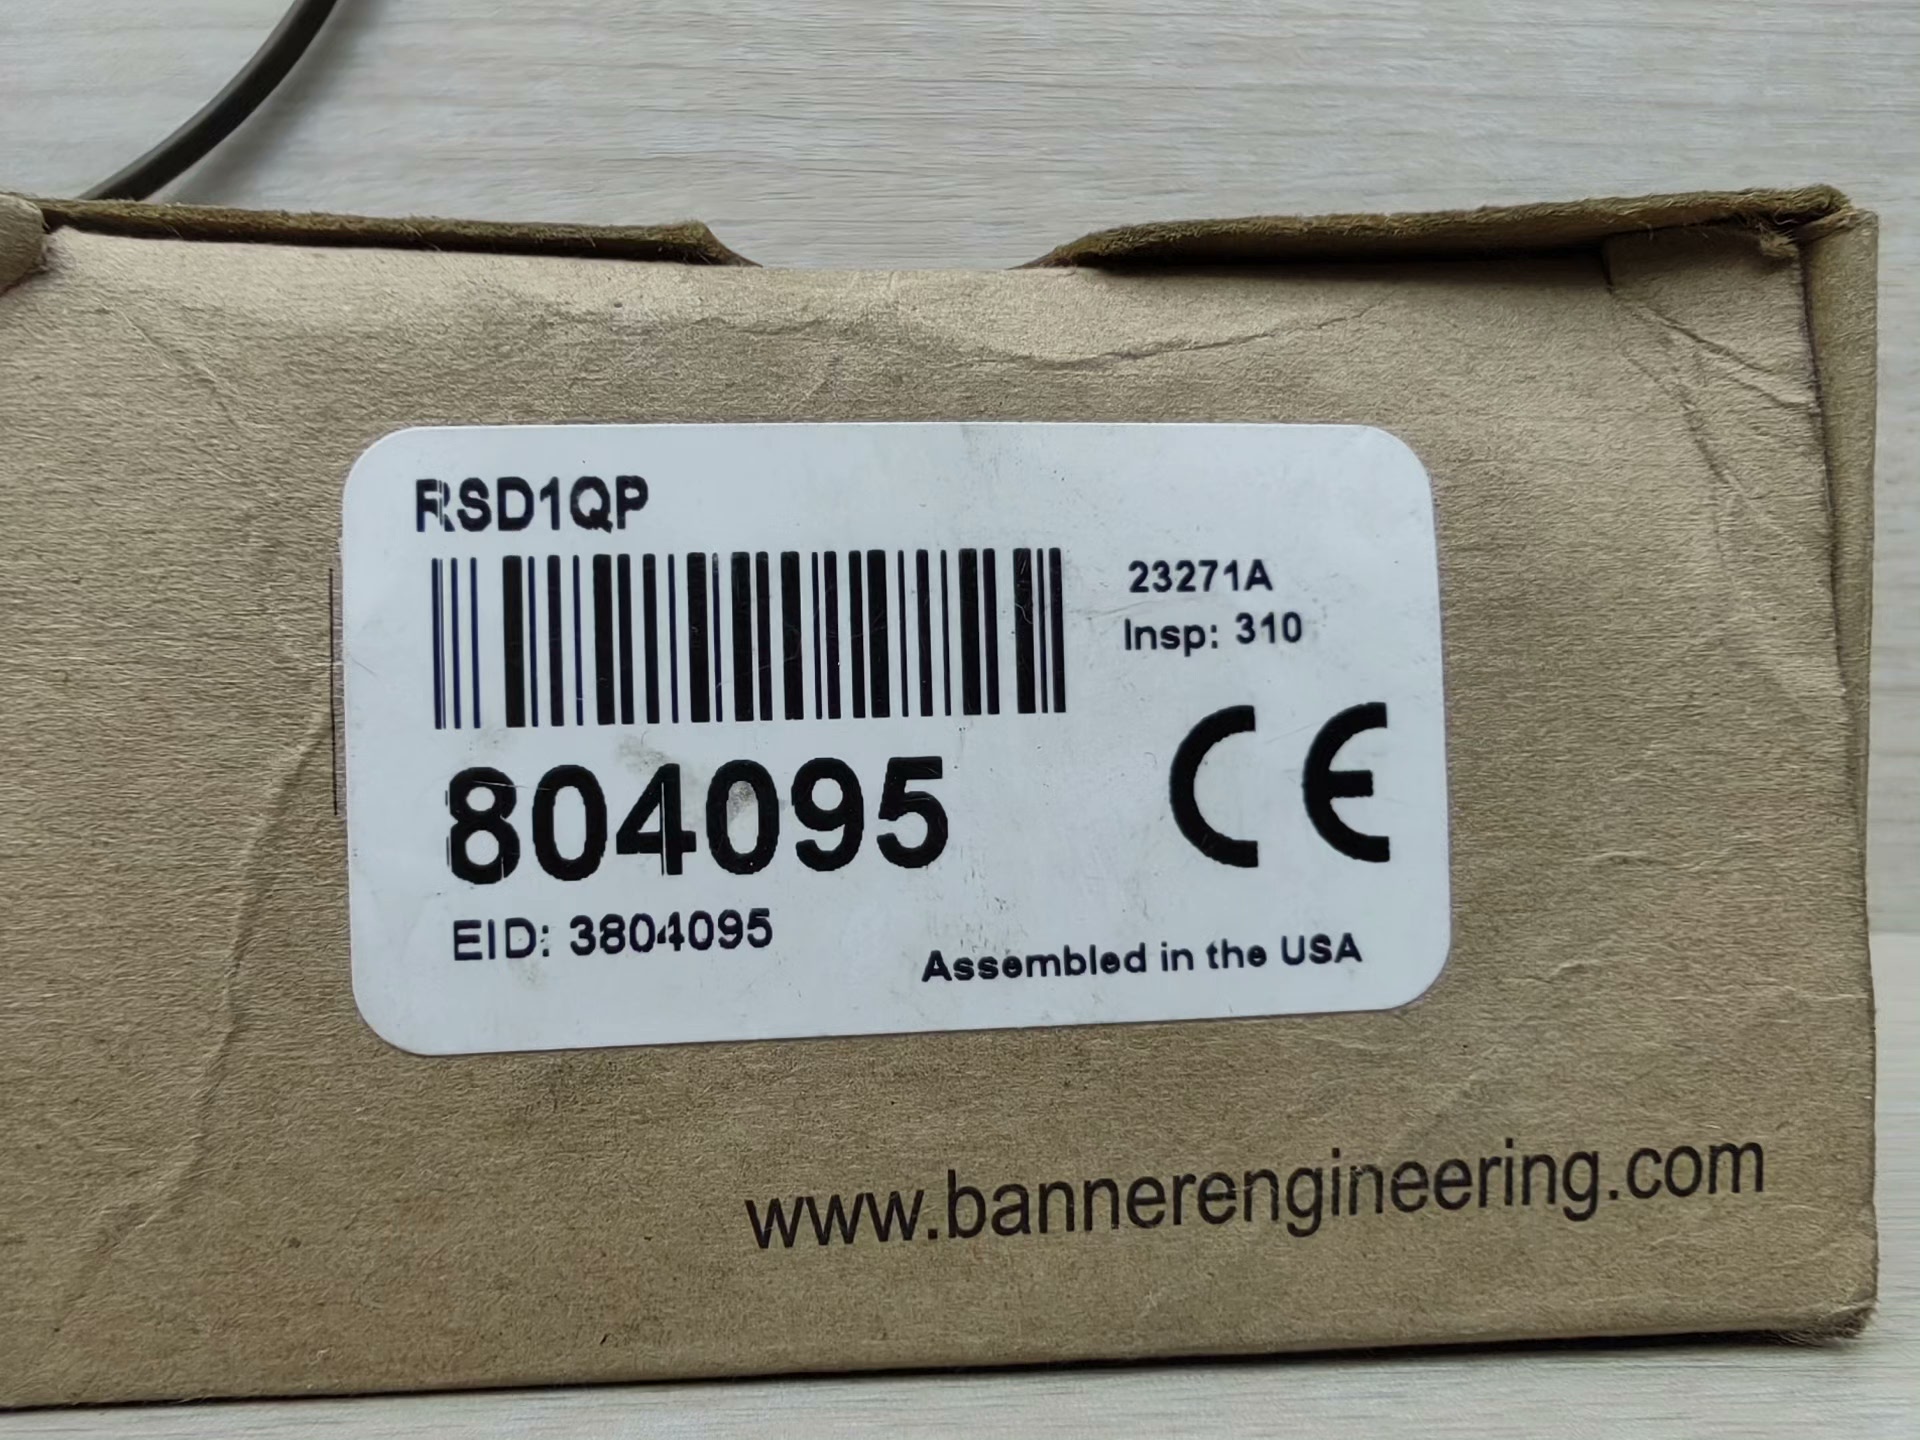 RSD1QP
23271A
Insp: 310
804095
CE
EID: 3804095
Assembled in the USA
www.bannerengineering.com